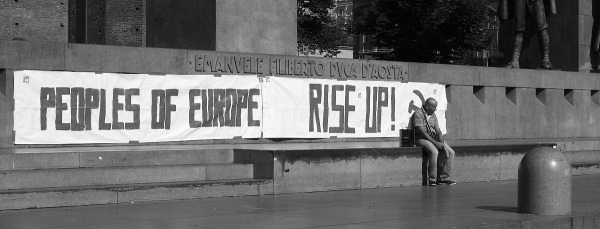 EMANVELE FILIBERTO DVCA D'AOSTA
PEOPLES OF EUROPE RISE UP!